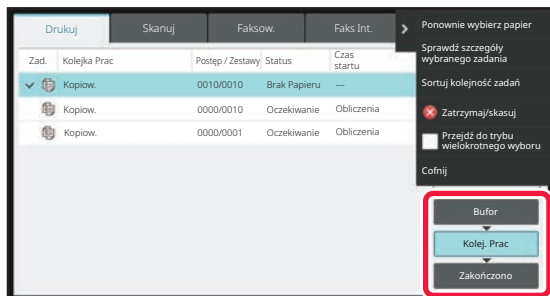 Drukuj Skanuj Faksow. Faks Int.
Zad. Kolejka Prac Postęp / Zestawy Status Czas startu
Kopiow. 0010/0010 Brak Papieru ---
Kopiow. 0000/0010 Oczekiwanie Obliczenia
Kopiow. 0000/0001 Oczekiwanie Obliczenia
Ponownie wybierz papier
Sprawdź szczegóły
wybranego zadania
Sortuj kolejność zadań
Zatrzymaj/skasuj
Przejdź do trybu
wielokrotnego wyboru
Cofnij
Bufor
Kolej. Prac
Zakończono